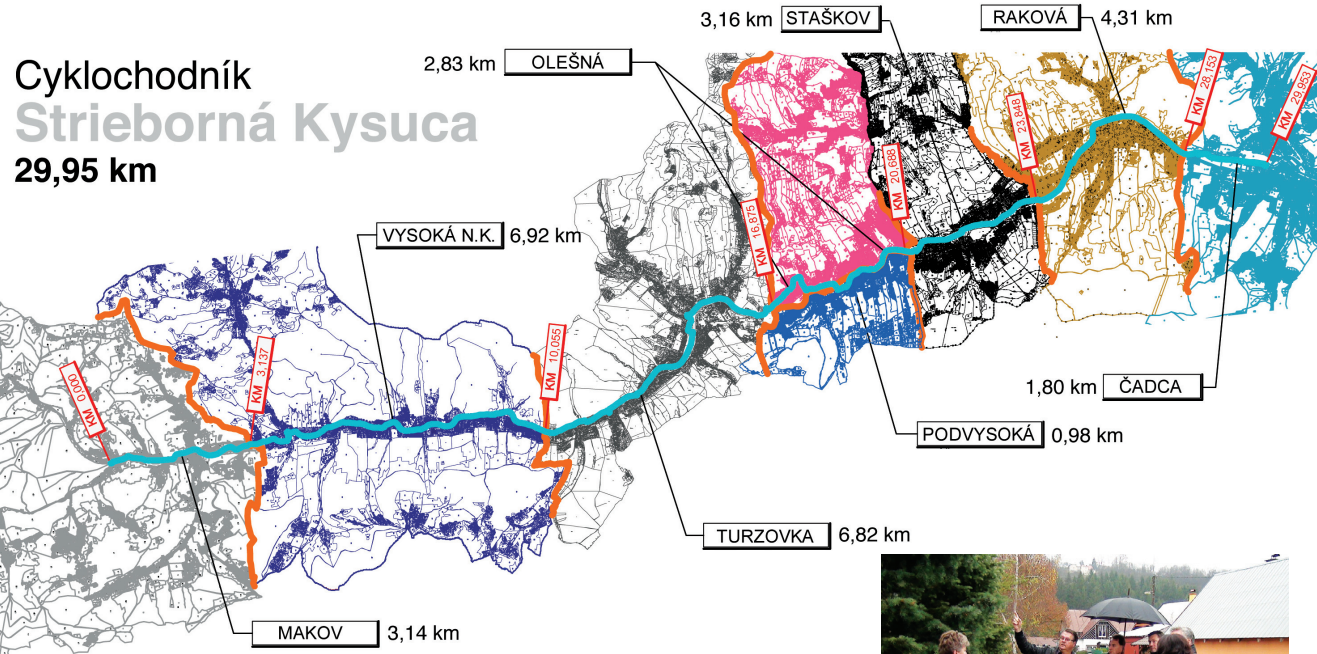 Cyklochodník
Strieborná Kysuca
29,95 km
3,16 km STAŠKOV
RAKOVÁ 4,31 km
2,83 km OLEŠNÁ
KM 28,153
KM 29,953
KM 23,848
KM 20,688
KM 16,875
VYSOKÁ N.K. 6,92 km
KM 10,055
KM 3,137
KM 0,000
1,80 km ČADCA
PODVYSOKÁ 0,98 km
TURZOVKA 6,82 km
MAKOV 3,14 km